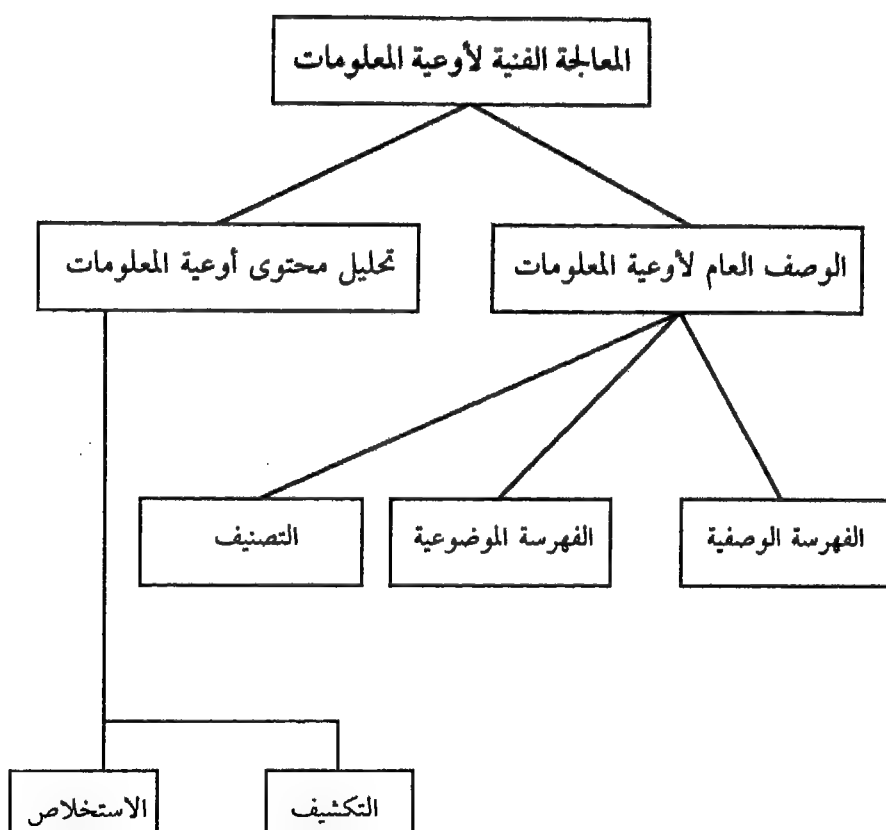 المعالجة الفنية لأوعية المعلومات
الوصف العام لأوعية المعلومات
تحليل محتوى أوعية المعلومات
الفهرسة الوصفية
الفهرسة الموضوعية
التصنيف
التكشيف
الاستخلاص